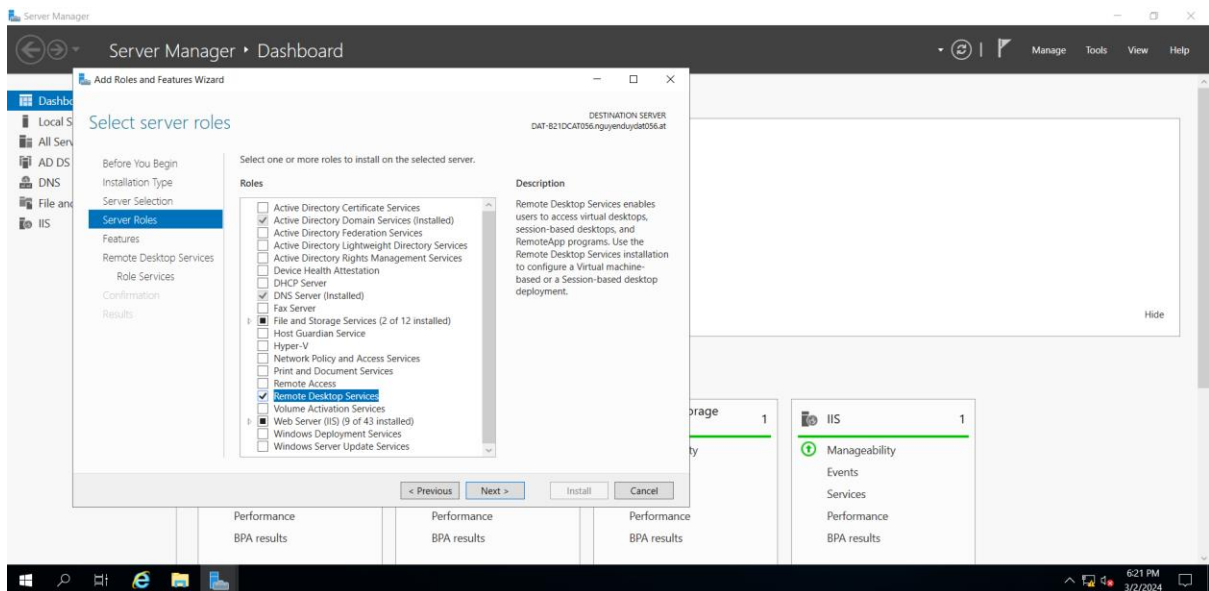 Server Manager
Server Manager • Dashboard
Manage Tools View Help
Add Roles and Features Wizard
Select server roles
DESTINATION SERVER
DAT-B21DCAT056.nguyenduydat056.at
Before You Begin
Installation Type
Server Selection
Server Roles
Features
Remote Desktop Services
Role Services
Confirmation
Results
Select one or more roles to install on the selected server.
Roles
Active Directory Certificate Services
Active Directory Domain Services (Installed)
Active Directory Federation Services
Active Directory Lightweight Directory Services
Active Directory Rights Management Services
Device Health Attestation
DHCP Server
DNS Server (Installed)
Fax Server
File and Storage Services (2 of 12 installed)
Host Guardian Service
Hyper-V
Network Policy and Access Services
Print and Document Services
Remote Access
Remote Desktop Services
Volume Activation Services
Web Server (IIS) (9 of 43 installed)
Windows Deployment Services
Windows Server Update Services
Description
Remote Desktop Services enables
users to access virtual desktops,
session-based desktops, and
RemoteApp programs. Use the
Remote Desktop Services installation
to configure a Virtual machine-
based or a Session-based desktop
deployment.
< Previous Next > Install Cancel
Dashbo
Local S
All Serv
AD DS
DNS
File and
IIS
Hide
orage 1
ty
IIS 1
Manageability
Events
Services
Performance
BPA results
Performance
BPA results
Performance
BPA results
Performance
BPA results
6:21 PM
3/2/2024